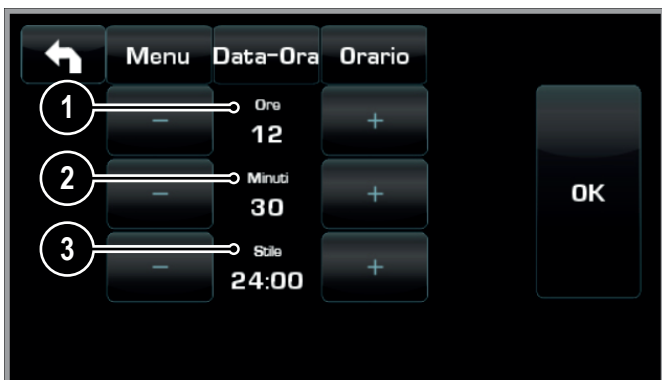 Menu Data-Ora Orario
1 Ore
- 12 +
2 Minuti
- 30 +
OK
3 Stile
- 24:00 +